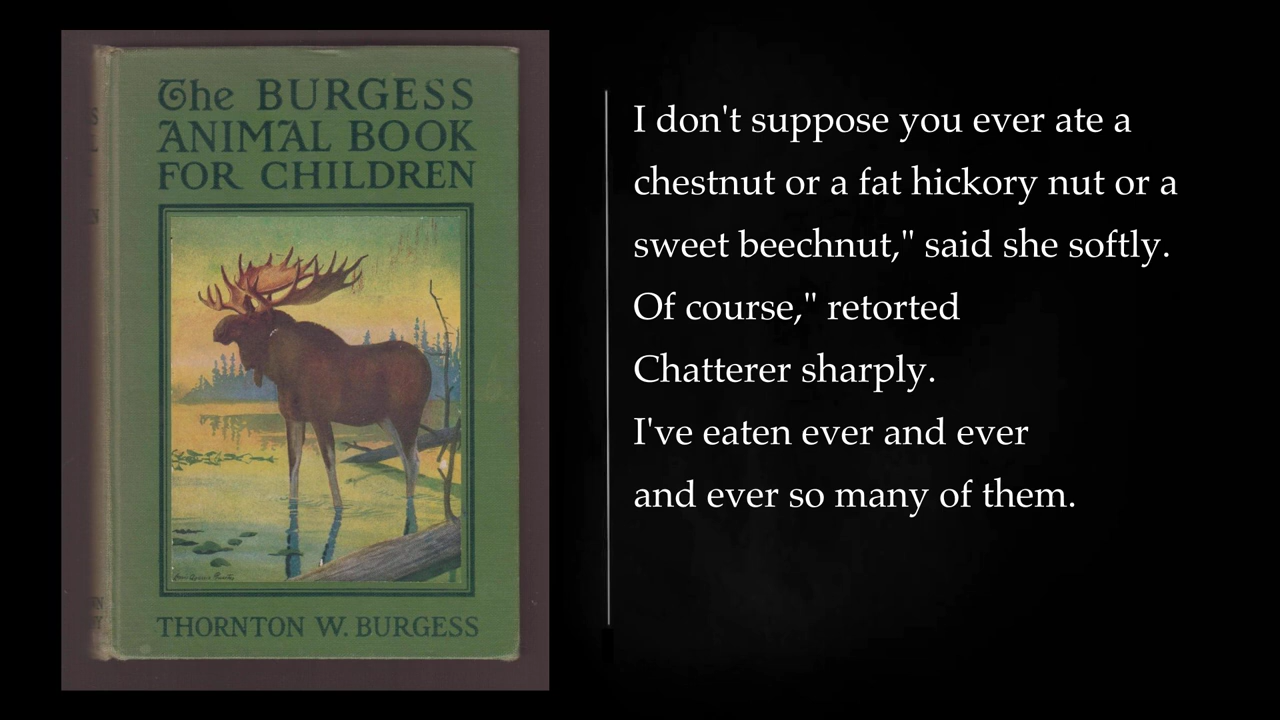 The BURGESS
ANIMAL BOOK
FOR CHILDREN
THORNTON W. BURGESS
I don't suppose you ever ate a
chestnut or a fat hickory nut or a
sweet beechnut," said she softly.
Of course," retorted
Chatterer sharply.
I've eaten ever and ever
and ever so many of them.